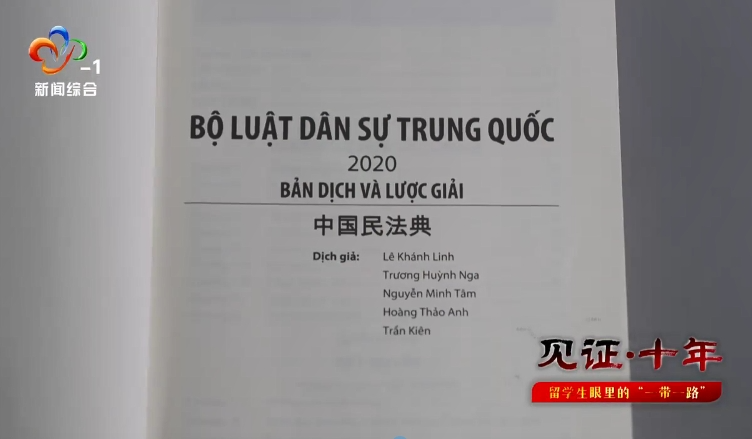 -1
新闻综合
BỘ LUẬT DÂN SỰ TRUNG QUỐC
2020
BẢN DỊCH VÀ LƯỢC GIẢI
中国民法典
Dịch giả: Lê Khánh Linh
Trương Huỳnh Nga
Nguyễn Minh Tâm
Hoàng Thảo Anh
Trần Kiên
见证·十年
留学生眼里的“一带一路”